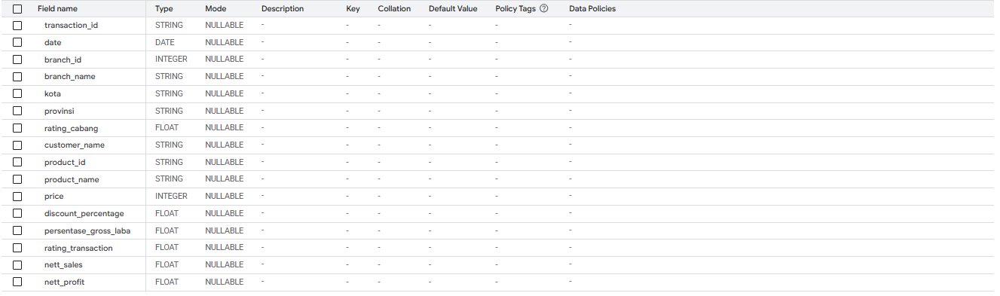 Field name Type Mode Description Key Collation Default Value Policy Tags Data Policies
transaction_id STRING NULLABLE - - - - - -
date DATE NULLABLE - - - - - -
branch_id INTEGER NULLABLE - - - - - -
branch_name STRING NULLABLE - - - - - -
kota STRING NULLABLE - - - - - -
provinsi STRING NULLABLE - - - - - -
rating_cabang FLOAT NULLABLE - - - - - -
customer_name STRING NULLABLE - - - - - -
product_id STRING NULLABLE - - - - - -
product_name STRING NULLABLE - - - - - -
price INTEGER NULLABLE - - - - - -
discount_percentage FLOAT NULLABLE - - - - - -
persentase_gross_laba FLOAT NULLABLE - - - - - -
rating_transaction FLOAT NULLABLE - - - - - -
nett_sales FLOAT NULLABLE - - - - - -
nett_profit FLOAT NULLABLE - - - - - -